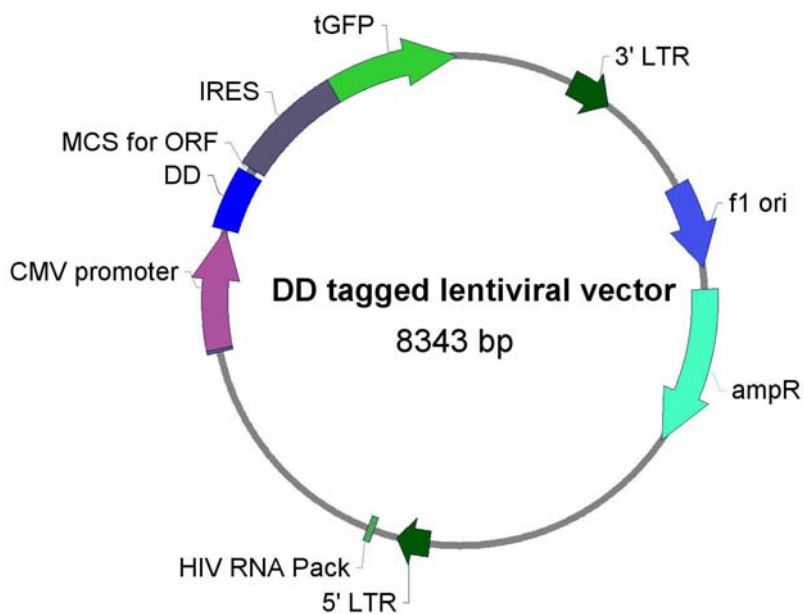 tGFP
3' LTR
IRES
MCS for ORF
DD
f1 ori
CMV promoter
DD tagged lentiviral vector
8343 bp
ampR
HIV RNA Pack
5' LTR